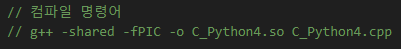 // 컴파일 명령어
// g++ -shared -fPIC -o C_Python4.so C_Python4.cpp